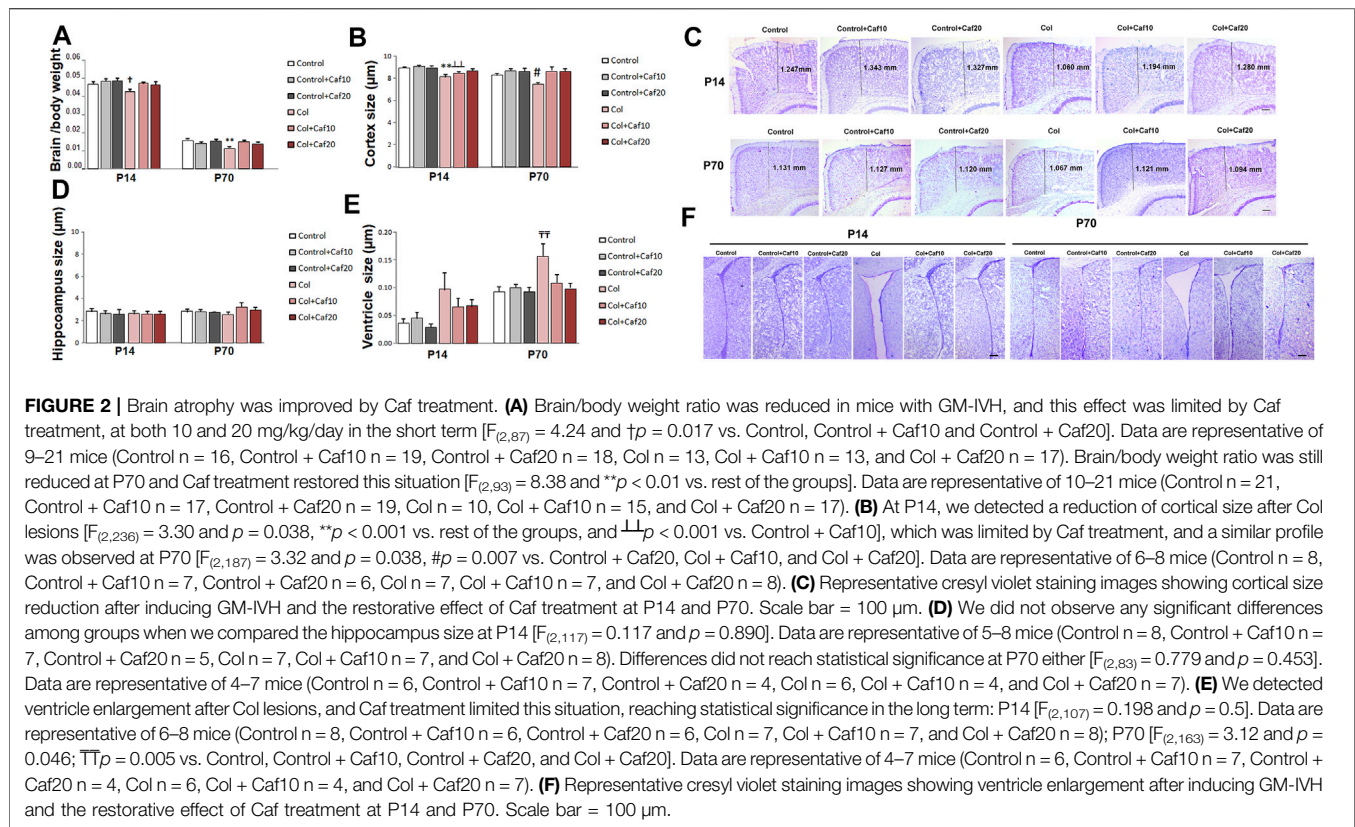 A
Brain /body weight
0.06
0.05
0.04
0.03
0.02
0.01
0.00
†
**
P14
P70
Control
Control+Caf10
Control+Caf20
Col
Col+Caf10
Col+Caf20
B
Cortex size (µm)
10
8
6
4
2
0
**┴┴
#
P14
P70
Control
Control+Caf10
Control+Caf20
Col
Col+Caf10
Col+Caf20
C
Control
Control+Caf10
Control+Caf20
Col
Col+Caf10
Col+Caf20
P14
1.247mm
1.343 mm
1.327mm
1.060 mm
1.194 mm
1.280 mm
Control
Control+Caf10
Control+Caf20
Col
Col+Caf10
Col+Caf20
P70
1.131 mm
1.127 mm
1.120 mm
1.067 mm
1.121 mm
1.094 mm
D
Hippocampus size (µm)
10
8
6
4
2
0
P14
P70
Control
Control+Caf10
Control+Caf20
Col
Col+Caf10
Col+Caf20
E
Ventricle size (µm)
0.20
0.15
0.10
0.05
0.00
┬┬
P14
P70
Control
Control+Caf10
Control+Caf20
Col
Col+Caf10
Col+Caf20
F
P14
P70
Control
Control+Caf10
Control+Caf20
Col
Col+Caf10
Col+Caf20
Control
Control+Caf10
Control+Caf20
Col
Col+Caf10
Col+Caf20
FIGURE 2 | Brain atrophy was improved by Caf treatment. (A) Brain/body weight ratio was reduced in mice with GM-IVH, and this effect was limited by Caf
treatment, at both 10 and 20 mg/kg/day in the short term [F(2,87) = 4.24 and †p = 0.017 vs. Control, Control + Caf10 and Control + Caf20]. Data are representative of
9–21 mice (Control n = 16, Control + Caf10 n = 19, Control + Caf20 n = 18, Col n = 13, Col + Caf10 n = 13, and Col + Caf20 n = 17). Brain/body weight ratio was still
reduced at P70 and Caf treatment restored this situation [F(2,93) = 8.38 and **p < 0.01 vs. rest of the groups]. Data are representative of 10–21 mice (Control n = 21,
Control + Caf10 n = 17, Control + Caf20 n = 19, Col n = 10, Col + Caf10 n = 15, and Col + Caf20 n = 17). (B) At P14, we detected a reduction of cortical size after Col
lesions [F(2,236) = 3.30 and p = 0.038, **p < 0.001 vs. rest of the groups, and ┴┴p < 0.001 vs. Control + Caf10], which was limited by Caf treatment, and a similar profile
was observed at P70 [F(2,187) = 3.32 and p = 0.038, #p = 0.007 vs. Control + Caf20, Col + Caf10, and Col + Caf20]. Data are representative of 6–8 mice (Control n = 8,
Control + Caf10 n = 7, Control + Caf20 n = 6, Col n = 7, Col + Caf10 n = 7, and Col + Caf20 n = 8). (C) Representative cresyl violet staining images showing cortical size
reduction after inducing GM-IVH and the restorative effect of Caf treatment at P14 and P70. Scale bar = 100 µm. (D) We did not observe any significant differences
among groups when we compared the hippocampus size at P14 [F(2,117) = 0.117 and p = 0.890]. Data are representative of 5–8 mice (Control n = 8, Control + Caf10 n =
7, Control + Caf20 n = 5, Col n = 7, Col + Caf10 n = 7, and Col + Caf20 n = 8). Differences did not reach statistical significance at P70 either [F(2,83) = 0.779 and p = 0.453].
Data are representative of 4–7 mice (Control n = 6, Control + Caf10 n = 7, Control + Caf20 n = 4, Col n = 6, Col + Caf10 n = 4, and Col + Caf20 n = 7). (E) We detected
ventricle enlargement after Col lesions, and Caf treatment limited this situation, reaching statistical significance in the long term: P14 [F(2,107) = 0.198 and p = 0.5]. Data are
representative of 6–8 mice (Control n = 8, Control + Caf10 n = 6, Control + Caf20 n = 6, Col n = 7, Col + Caf10 n = 7, and Col + Caf20 n = 8); P70 [F(2,163) = 3.12 and p =
0.046; ┬┬p = 0.005 vs. Control, Control + Caf10, Control + Caf20, and Col + Caf20]. Data are representative of 4–7 mice (Control n = 6, Control + Caf10 n = 7, Control +
Caf20 n = 4, Col n = 6, Col + Caf10 n = 4, and Col + Caf20 n = 7). (F) Representative cresyl violet staining images showing ventricle enlargement after inducing GM-IVH
and the restorative effect of Caf treatment at P14 and P70. Scale bar = 100 µm.